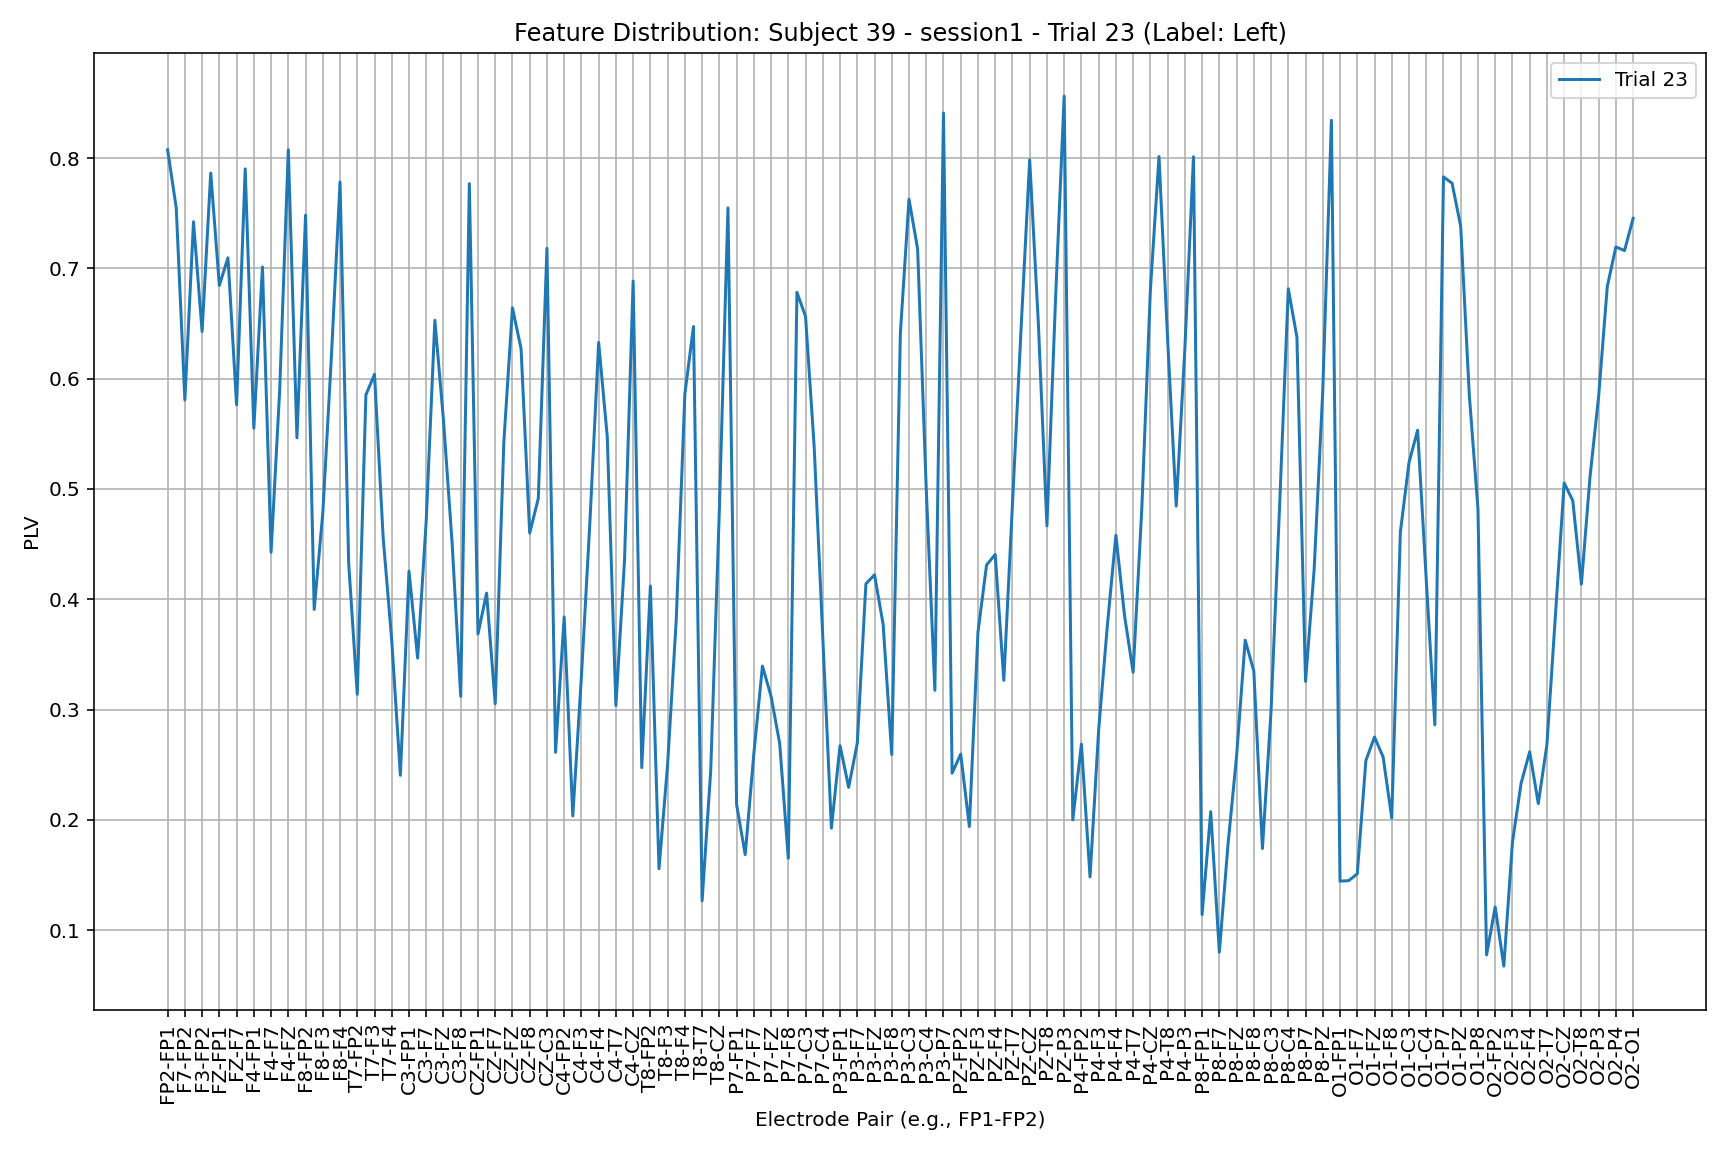 Feature Distribution: Subject 39 - session1 - Trial 23 (Label: Left)
Trial 23
PLV
0.8
0.7
0.6
0.5
0.4
0.3
0.2
0.1
FP2-FP1
F7-FP2
F3-FP2
FZ-FP1
FZ-F7
F4-FP1
F4-F7
F4-FZ
F8-FP2
F8-F3
F8-F4
T7-FP2
T7-F3
T7-F4
C3-FP1
C3-F7
C3-FZ
C3-F8
CZ-FP1
CZ-F7
CZ-FZ
CZ-F8
CZ-C3
C4-FP2
C4-F3
C4-F4
C4-T7
C4-CZ
T8-FP2
T8-F3
T8-F4
T8-T7
T8-CZ
P7-FP1
P7-F7
P7-FZ
P7-F8
P7-C3
P7-C4
P3-FP1
P3-F7
P3-FZ
P3-F8
P3-C3
P3-C4
P3-P7
PZ-FP2
PZ-F3
PZ-F4
PZ-T7
PZ-CZ
PZ-T8
PZ-P3
P4-FP2
P4-F3
P4-F4
P4-T7
P4-CZ
P4-T8
P4-P3
P8-FP1
P8-F7
P8-FZ
P8-F8
P8-C3
P8-C4
P8-P7
P8-PZ
O1-FP1
O1-F7
O1-FZ
O1-F8
O1-C3
O1-C4
O1-P7
O1-PZ
O1-P8
O2-FP2
O2-F3
O2-F4
O2-T7
O2-CZ
O2-T8
O2-P3
O2-P4
O2-O1
Electrode Pair (e.g., FP1-FP2)